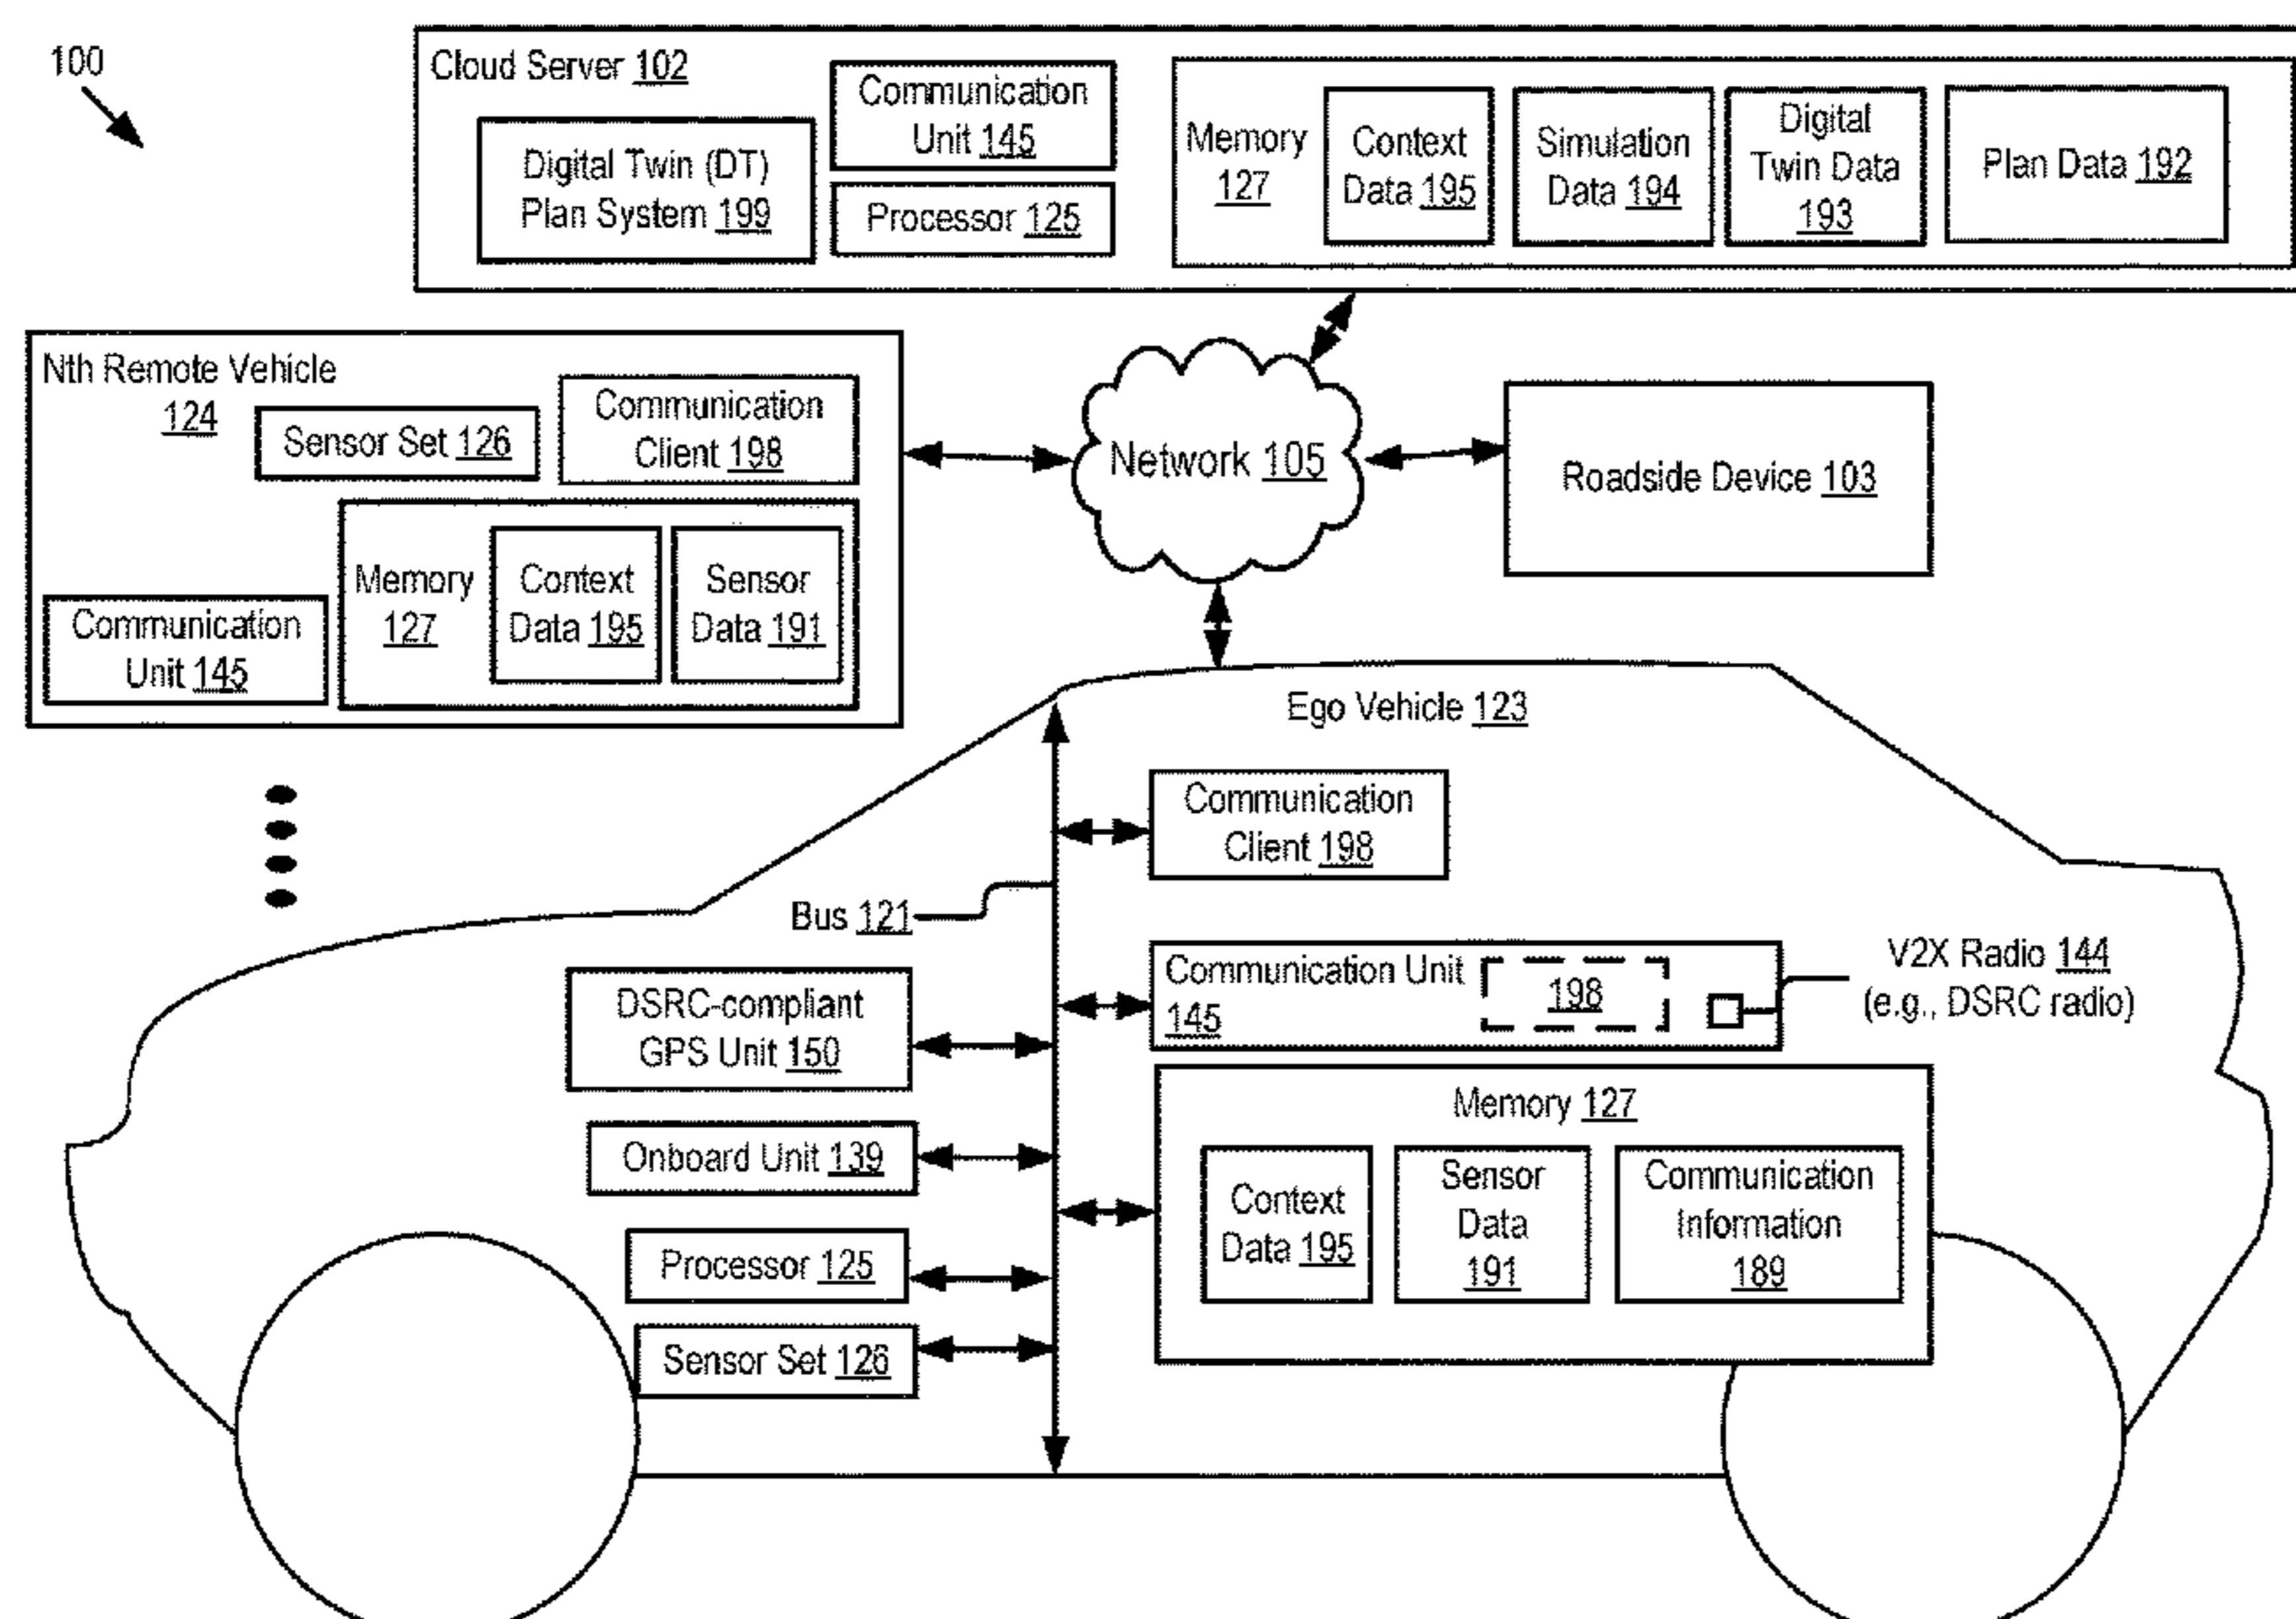 100
Cloud Server 102
Digital Twin (DT)
Plan System 199
Communication
Unit 145
Processor 125
Memory
127
Context
Data 195
Simulation
Data 194
Digital
Twin Data
193
Plan Data 192
Nth Remote Vehicle
124
Sensor Set 126
Communication
Client 198
Communication
Unit 145
Memory
127
Context
Data 195
Sensor
Data 191
Network 105
Roadside Device 103
Ego Vehicle 123
Communication
Client 198
Bus 121
Communication Unit
145
198
V2X Radio 144
(e.g., DSRC radio)
DSRC-compliant
GPS Unit 150
Onboard Unit 139
Processor 125
Sensor Set 126
Memory 127
Context
Data 195
Sensor
Data
191
Communication
Information
189